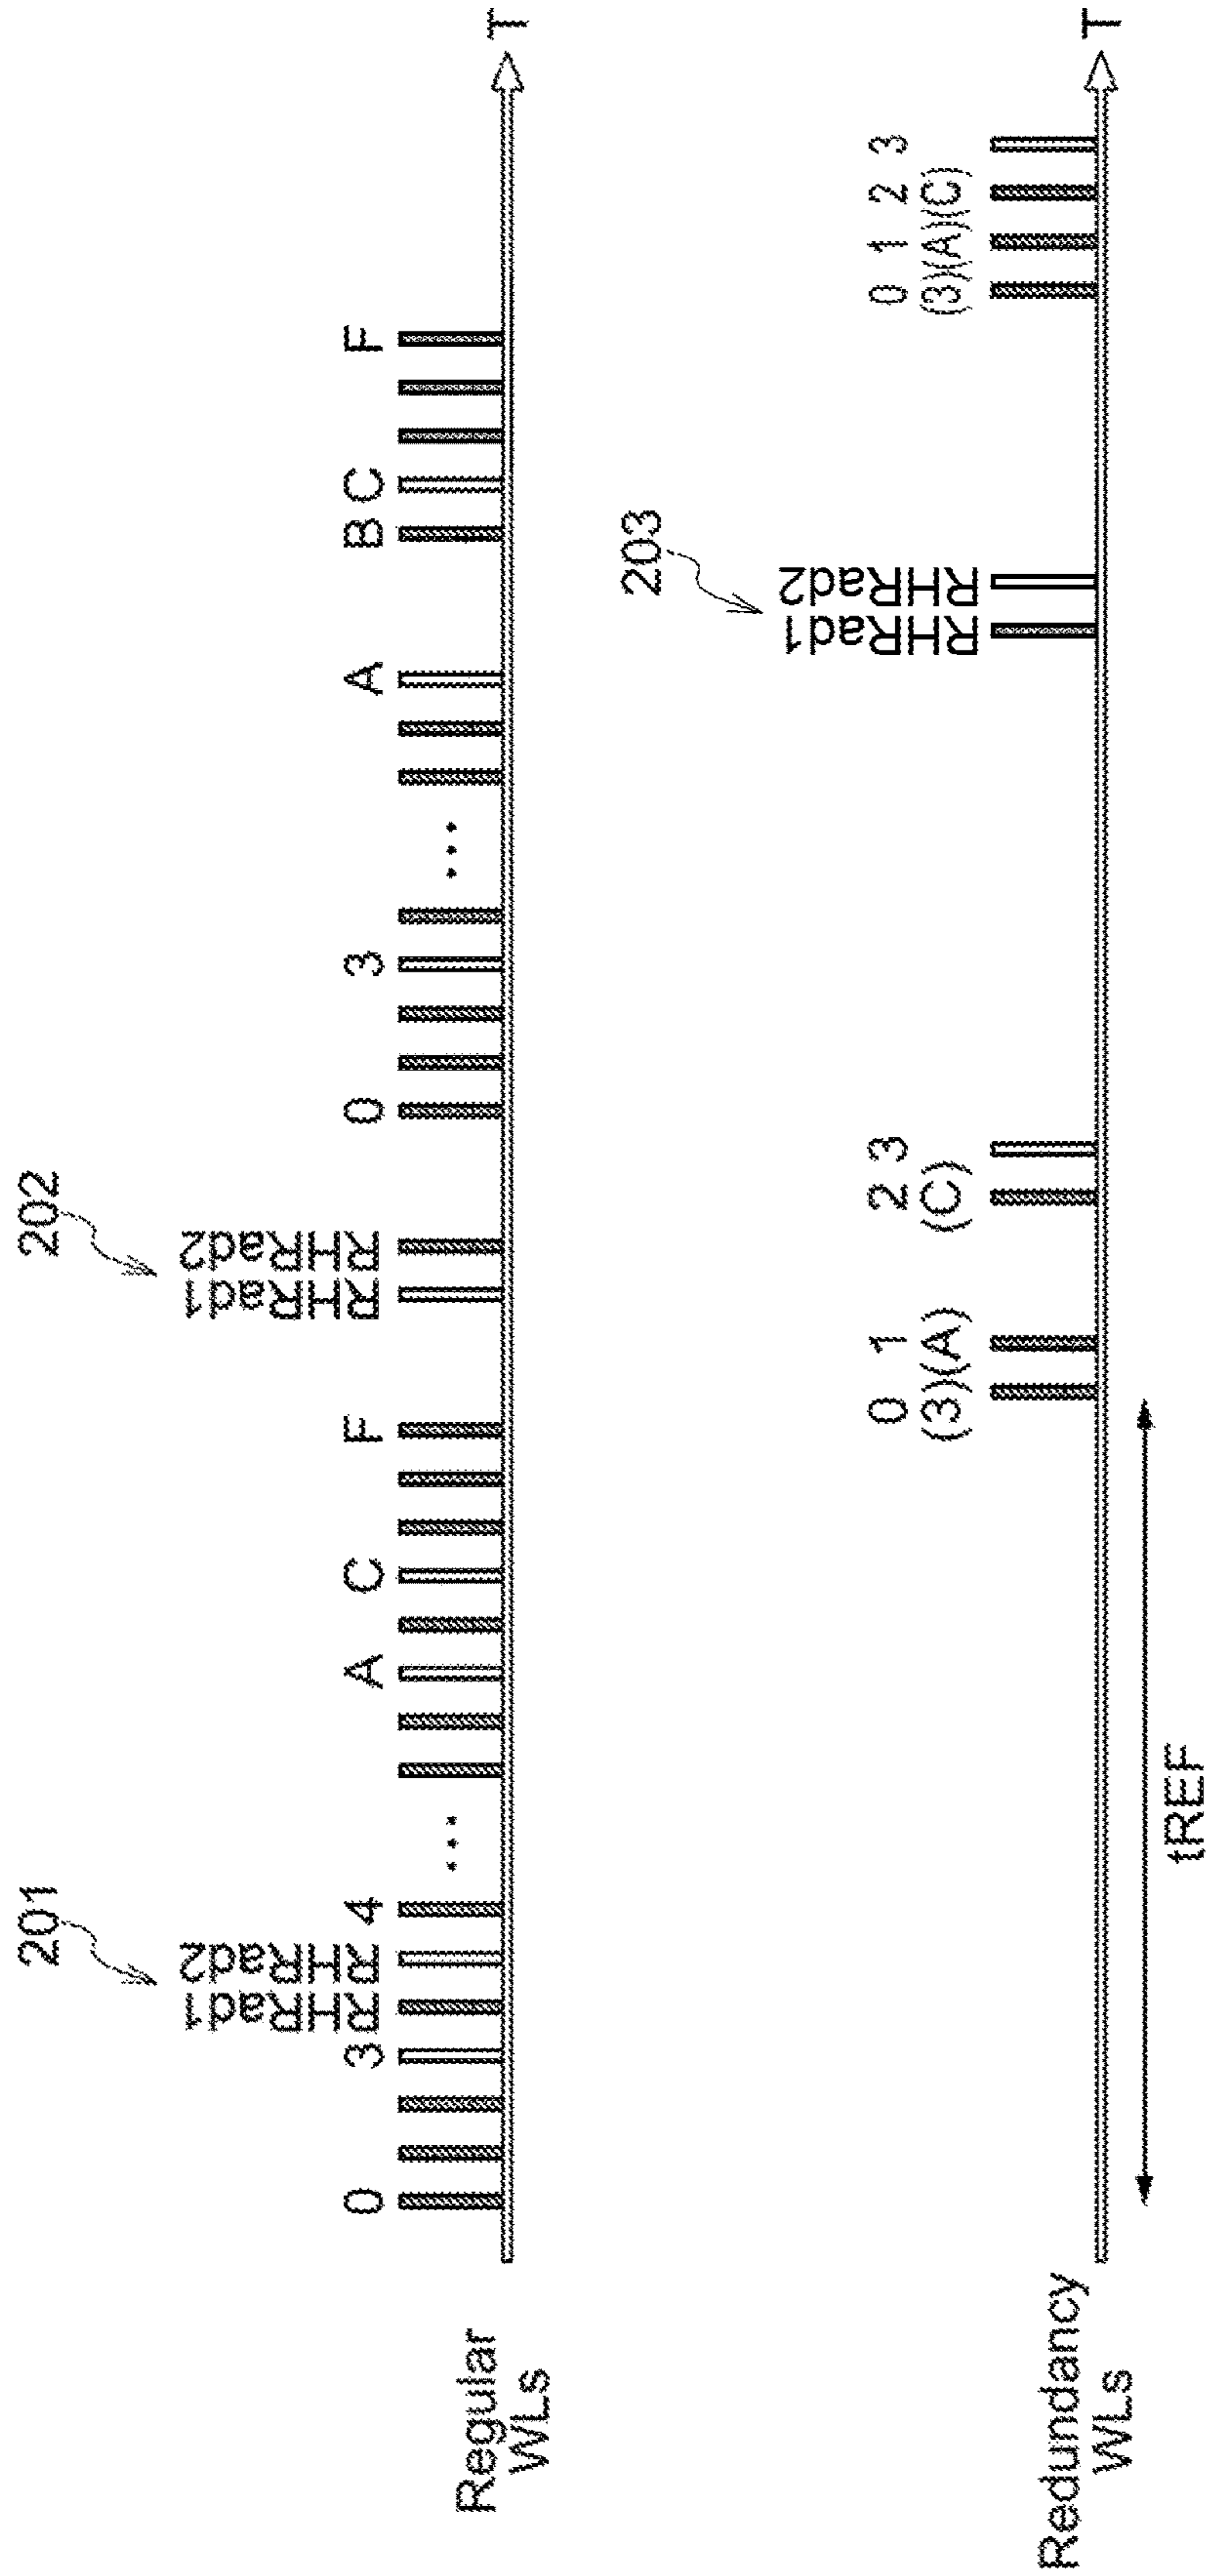 201
202
RHRad1
RHRad2
RHRad1
RHRad2
0
3
4
A
C
F
0
3
A
B
C
F
...
...
Regular
WLs
T
203
RHRad1
RHRad2
0 1 2 3 0 1 2 3
(3)(A) (C) (3)(A)(C)
Redundancy
WLs
T
tREF